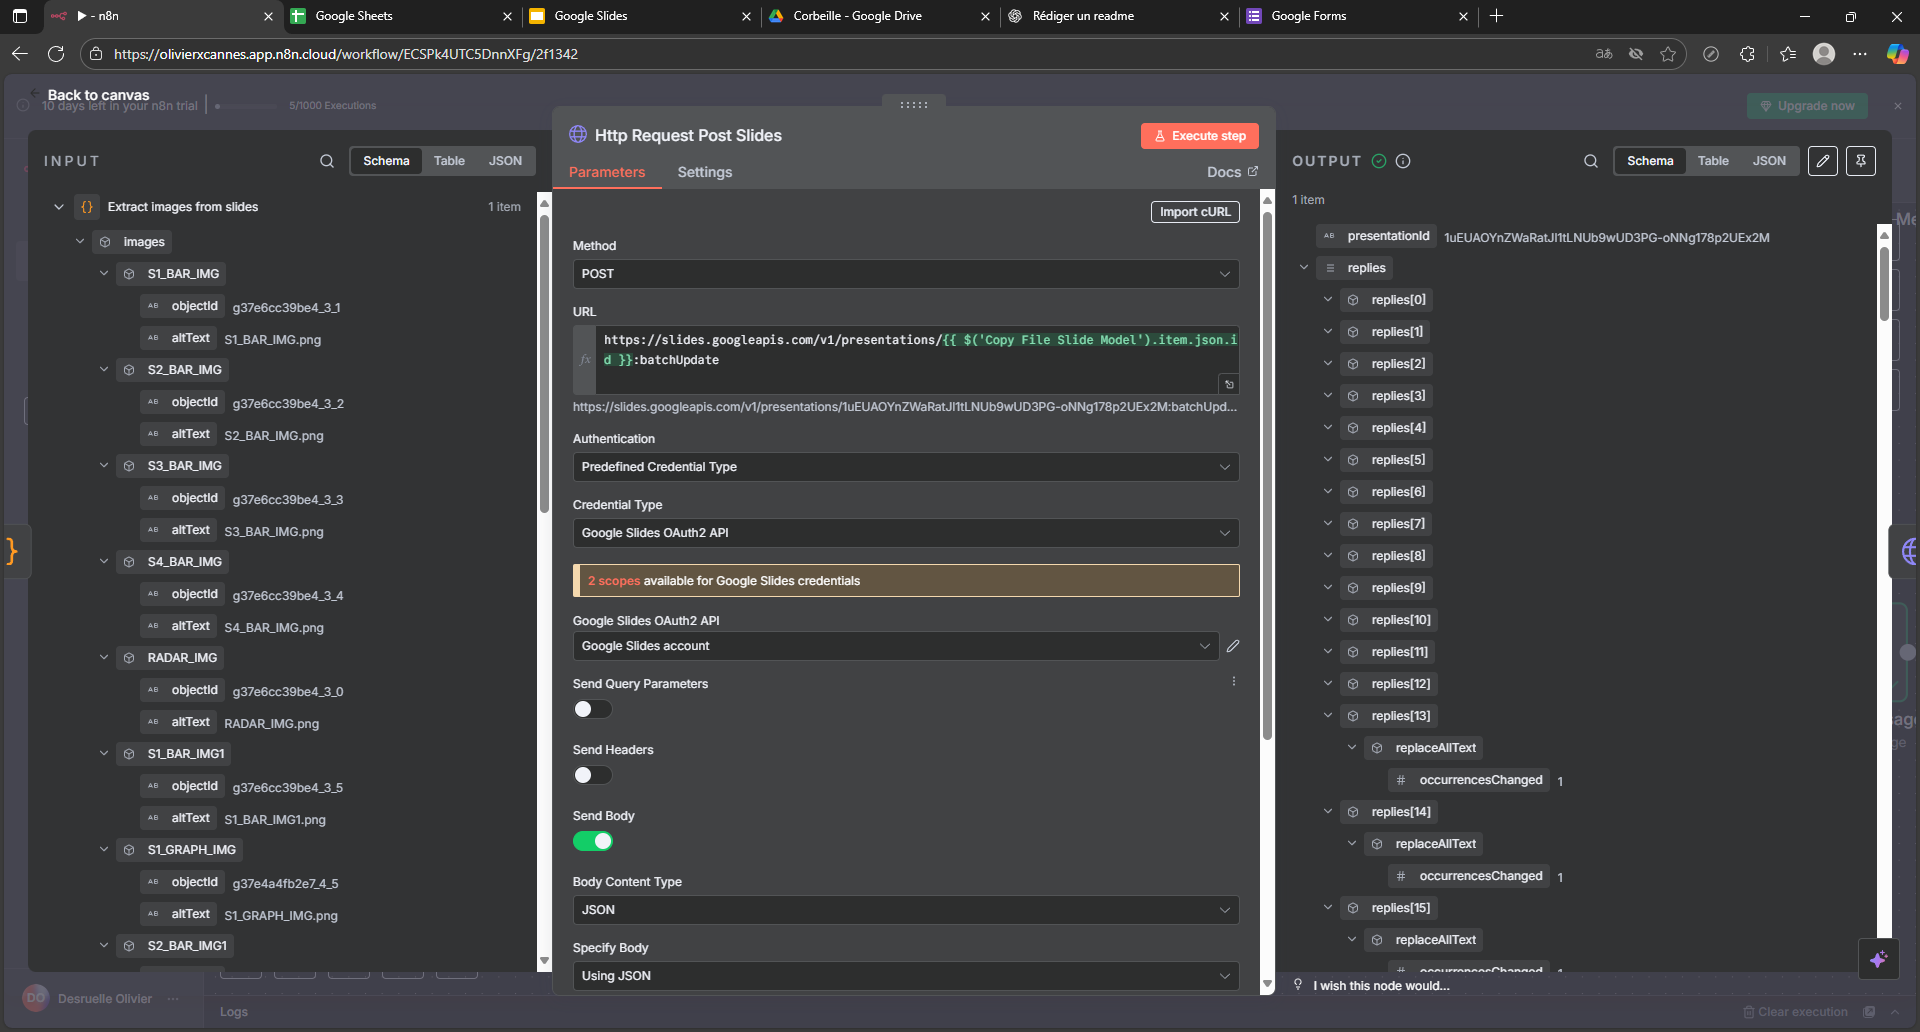 ▶ - n8n
Google Sheets
Google Slides
Corbeille - Google Drive
Rédiger un readme
Google Forms
https://olivierxcannes.app.n8n.cloud/workflow/ECSPk4UTC5DnnXFg/2f1342
Back to canvas
10 days left in your n8n trial
5/1000 Executions
Upgrade now
INPUT
Schema
Table
JSON
Extract images from slides
1 item
images
S1_BAR_IMG
objectId g37e6cc39be4_3_1
altText S1_BAR_IMG.png
S2_BAR_IMG
objectId g37e6cc39be4_3_2
altText S2_BAR_IMG.png
S3_BAR_IMG
objectId g37e6cc39be4_3_3
altText S3_BAR_IMG.png
S4_BAR_IMG
objectId g37e6cc39be4_3_4
altText S4_BAR_IMG.png
RADAR_IMG
objectId g37e6cc39be4_3_0
altText RADAR_IMG.png
S1_BAR_IMG1
objectId g37e6cc39be4_3_5
altText S1_BAR_IMG1.png
S1_GRAPH_IMG
objectId g37e4a4fb2e7_4_5
altText S1_GRAPH_IMG.png
S2_BAR_IMG1
Http Request Post Slides
Execute step
Parameters
Settings
Docs
Import cURL
Method
POST
URL
fx
https://slides.googleapis.com/v1/presentations/{{ $('Copy File Slide Model').item.json.i
d }}:batchUpdate
https://slides.googleapis.com/v1/presentations/1uEUAOYnZWaRatJl1tLNUb9wUD3PG-oNNg178p2UEx2M:batchUpd...
Authentication
Predefined Credential Type
Credential Type
Google Slides OAuth2 API
2 scopes available for Google Slides credentials
Google Slides OAuth2 API
Google Slides account
Send Query Parameters
Send Headers
Send Body
Body Content Type
JSON
Specify Body
Using JSON
OUTPUT
Schema
Table
JSON
1 item
presentationId 1uEUAOYnZWaRatJl1tLNUb9wUD3PG-oNNg178p2UEx2M
replies
replies[0]
replies[1]
replies[2]
replies[3]
replies[4]
replies[5]
replies[6]
replies[7]
replies[8]
replies[9]
replies[10]
replies[11]
replies[12]
replies[13]
replaceAllText
# occurrencesChanged 1
replies[14]
replaceAllText
# occurrencesChanged 1
replies[15]
replaceAllText
# occurrencesChanged 1
I wish this node would...
DO
Desruelle Olivier
Logs
Clear execution